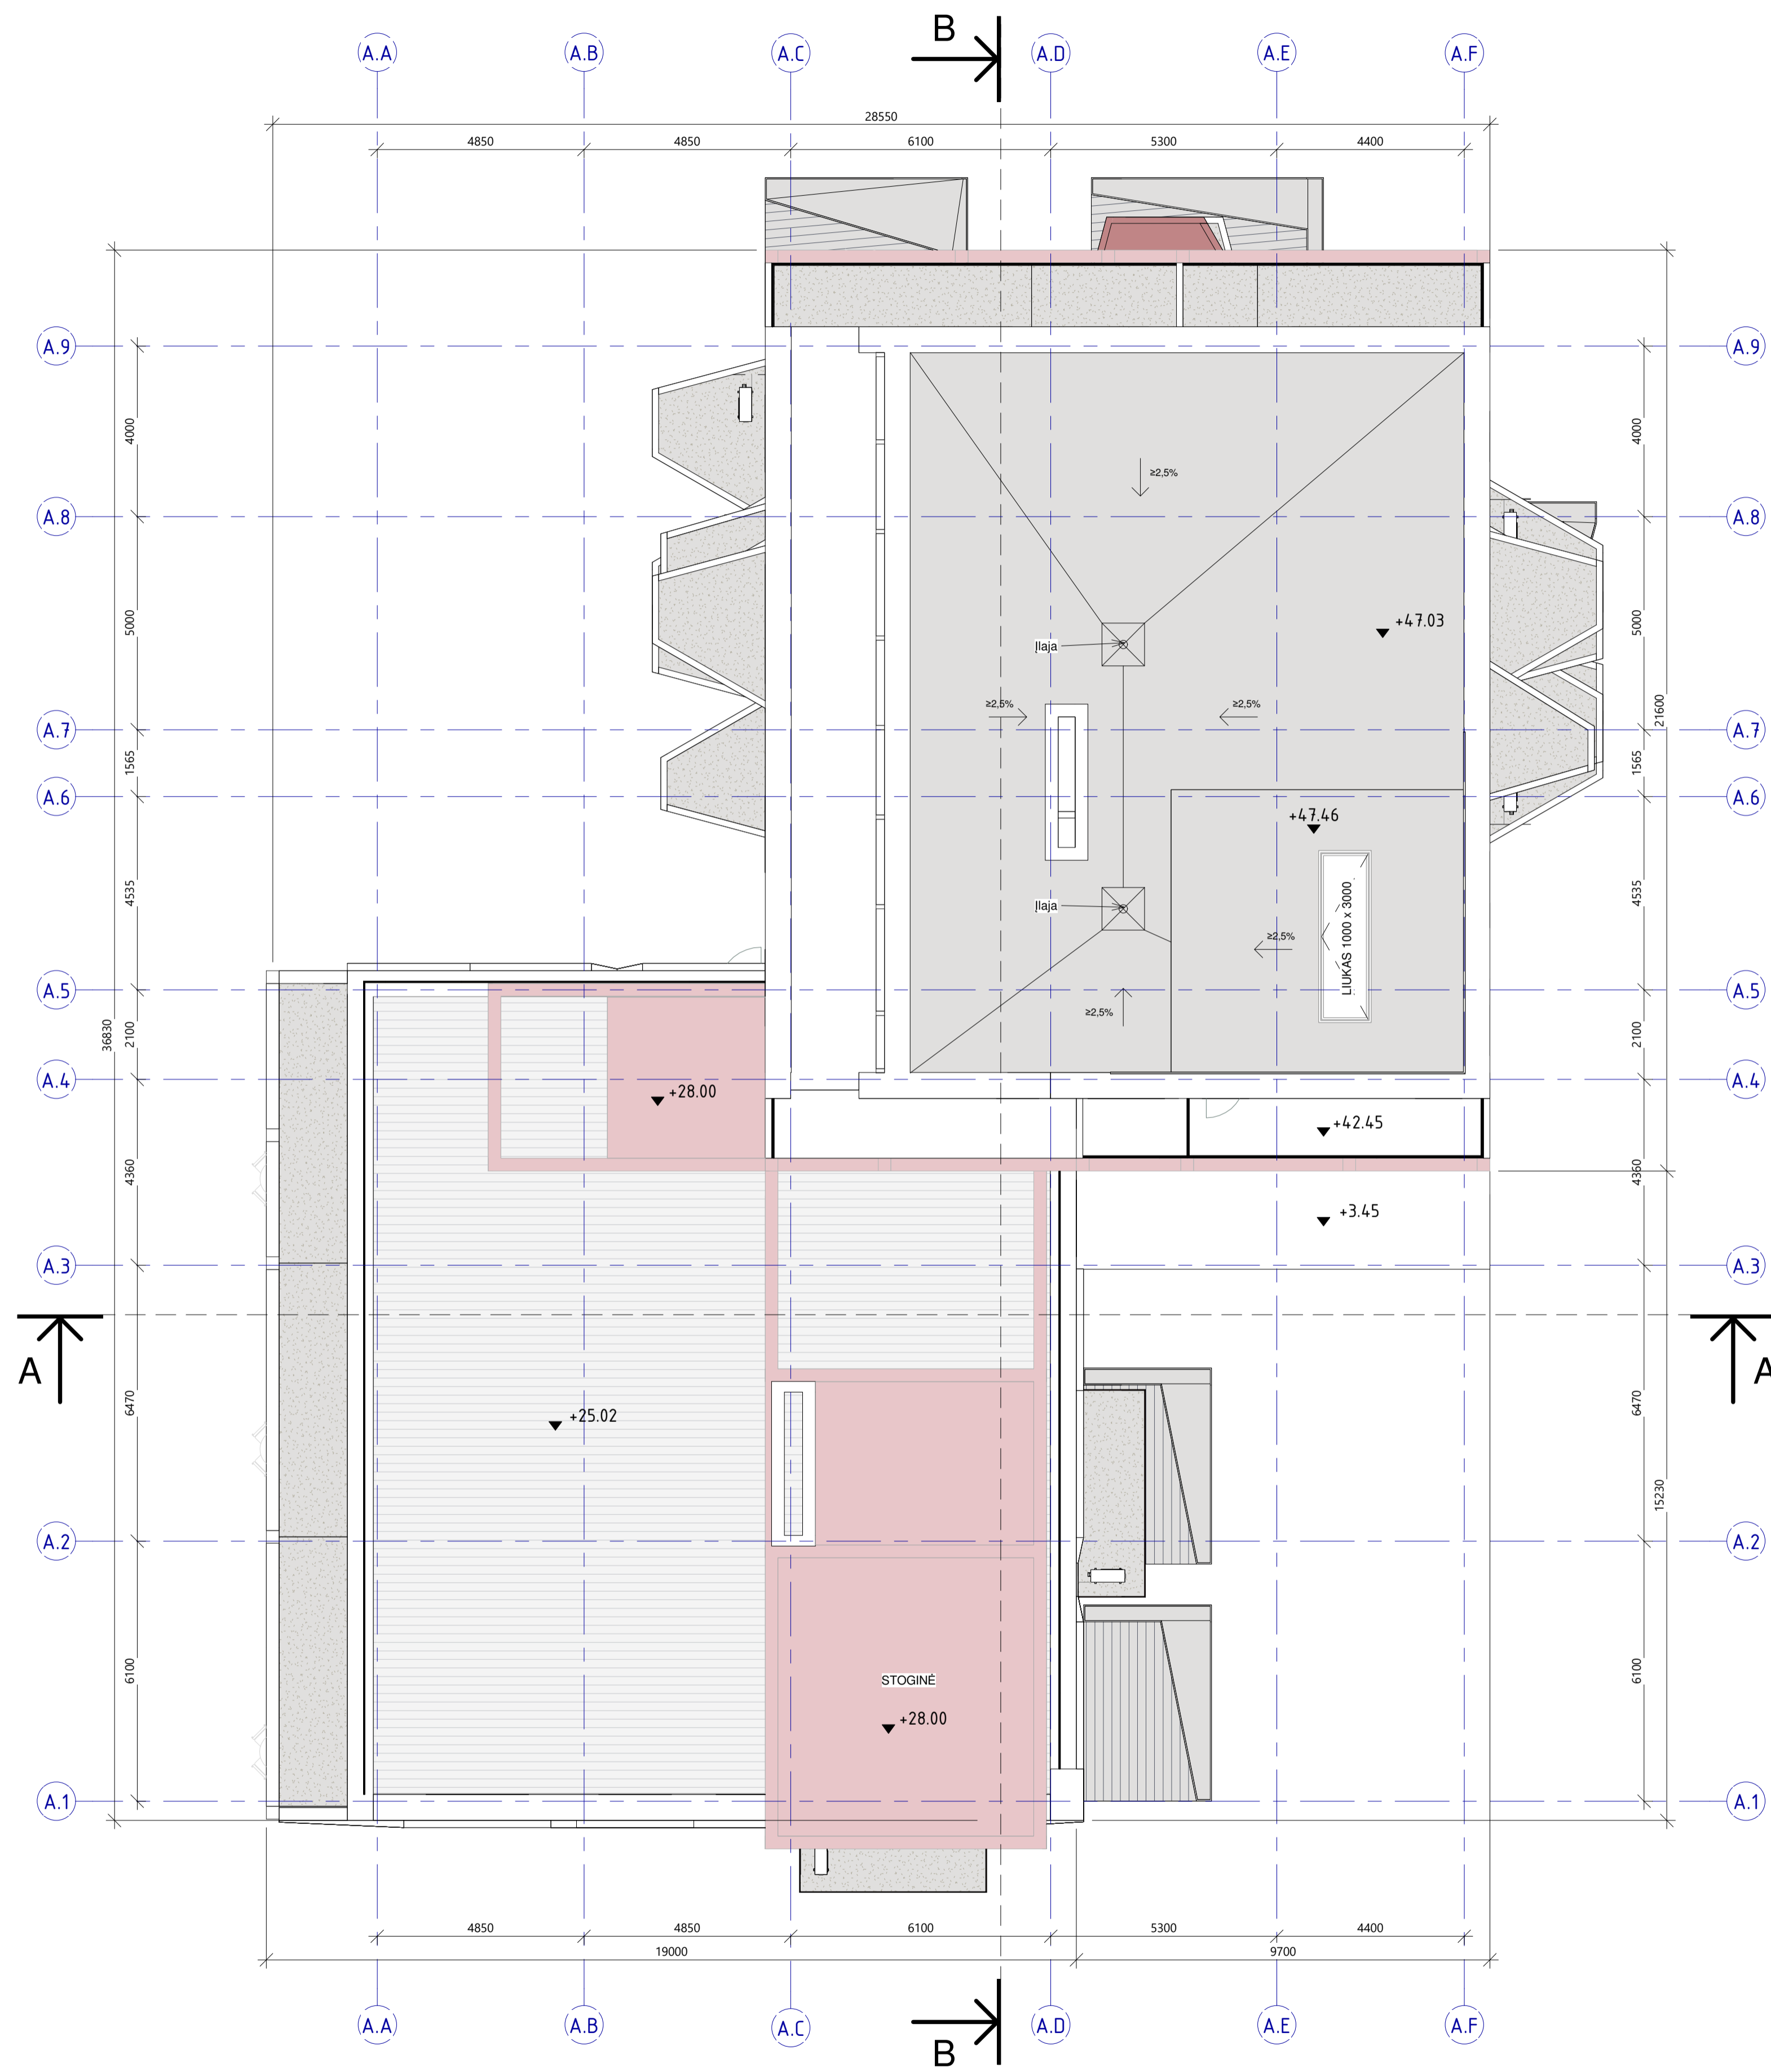 B
A.A A.B A.C A.D A.E A.F
28550
4850 4850 6100 5300 4400
A.9 A.9
4000 4000
≥2,5%
A.8 A.8
5000 5000
+47.03
Įlaja
≥2,5% ≥2,5%
21600
A.7 A.7
1565 1565
A.6 A.6
+47.46
4535 4535
LIUKAS 1000 x 3000
Įlaja
≥2,5%
A.5 A.5
≥2,5%
36830
2100 2100
A.4 A.4
+28.00
+42.45
4360 4360
+3.45
A.3 A.3
A A
6470 6470
+25.02
15230
A.2 A.2
6100 6100
STOGINĖ
+28.00
A.1 A.1
4850 4850 6100 5300 4400
19000 9700
A.A A.B A.C A.D A.E A.F
B